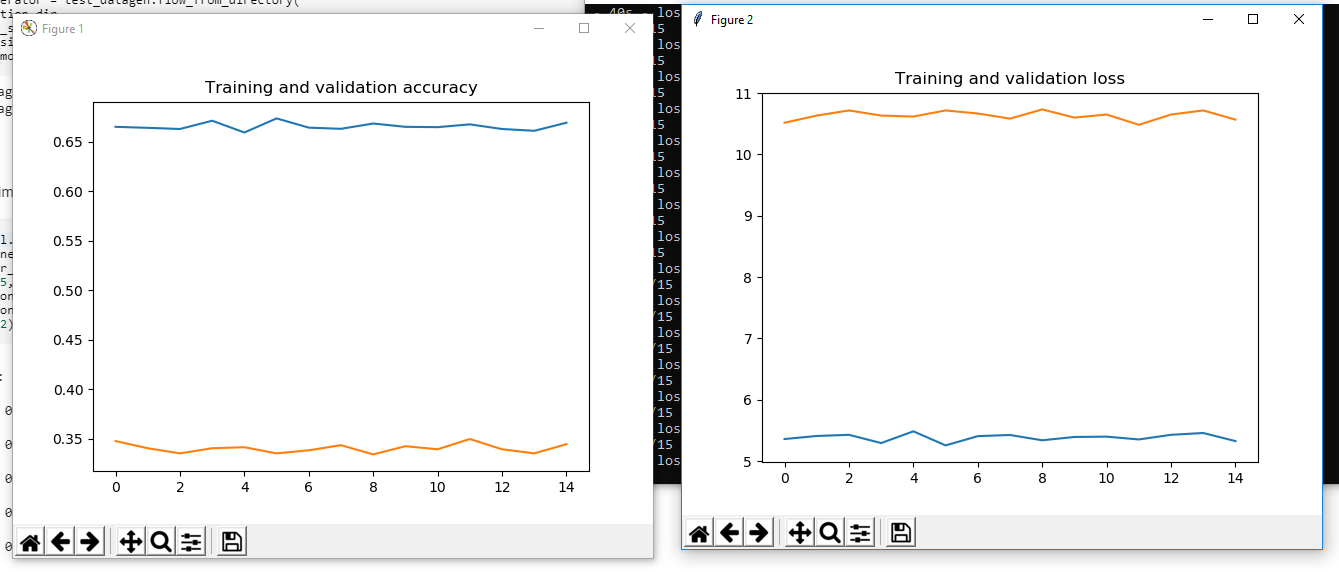 erator = test_datagen.flow_from_directory(
Figure 1
Training and validation accuracy
0.65
0.60
0.55
0.50
0.45
0.40
0.35
0 2 4 6 8 10 12 14
40s - los
15
los
15
los
15
los
15
los
15
los
15
los
15
los
15
los
/15
los
/15
los
/15
los
/15
los
/15
los
/15
los
Figure 2
Training and validation loss
11
10
9
8
7
6
5
0 2 4 6 8 10 12 14